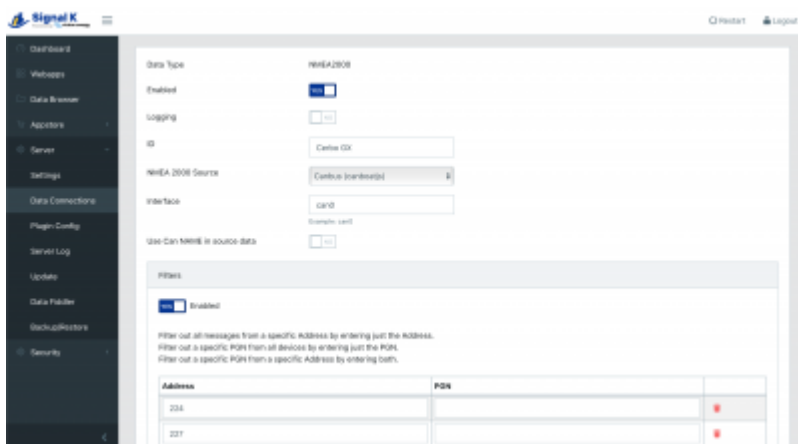 Signal K
Restart
Logout
Dashboard
Webapps
Data Browser
Appstore
Server
Settings
Data Connections
Plugin Config
Server Log
Update
Data Fiddler
Backup/Restore
Security
Data Type NMEA2000
Enabled YES
Logging NO
ID Cerbo GX
NMEA 2000 Source Canbus (canboatjs)
Interface can0
Example: can0
Use Can NAME in source data NO
Filters
YES Enabled
Filter out all messages from a specific Address by entering just the Address.
Filter out a specific PGN from all devices by entering just the PGN.
Filter out a specific PGN from a specific Address by entering both.
Address PGN
224
227